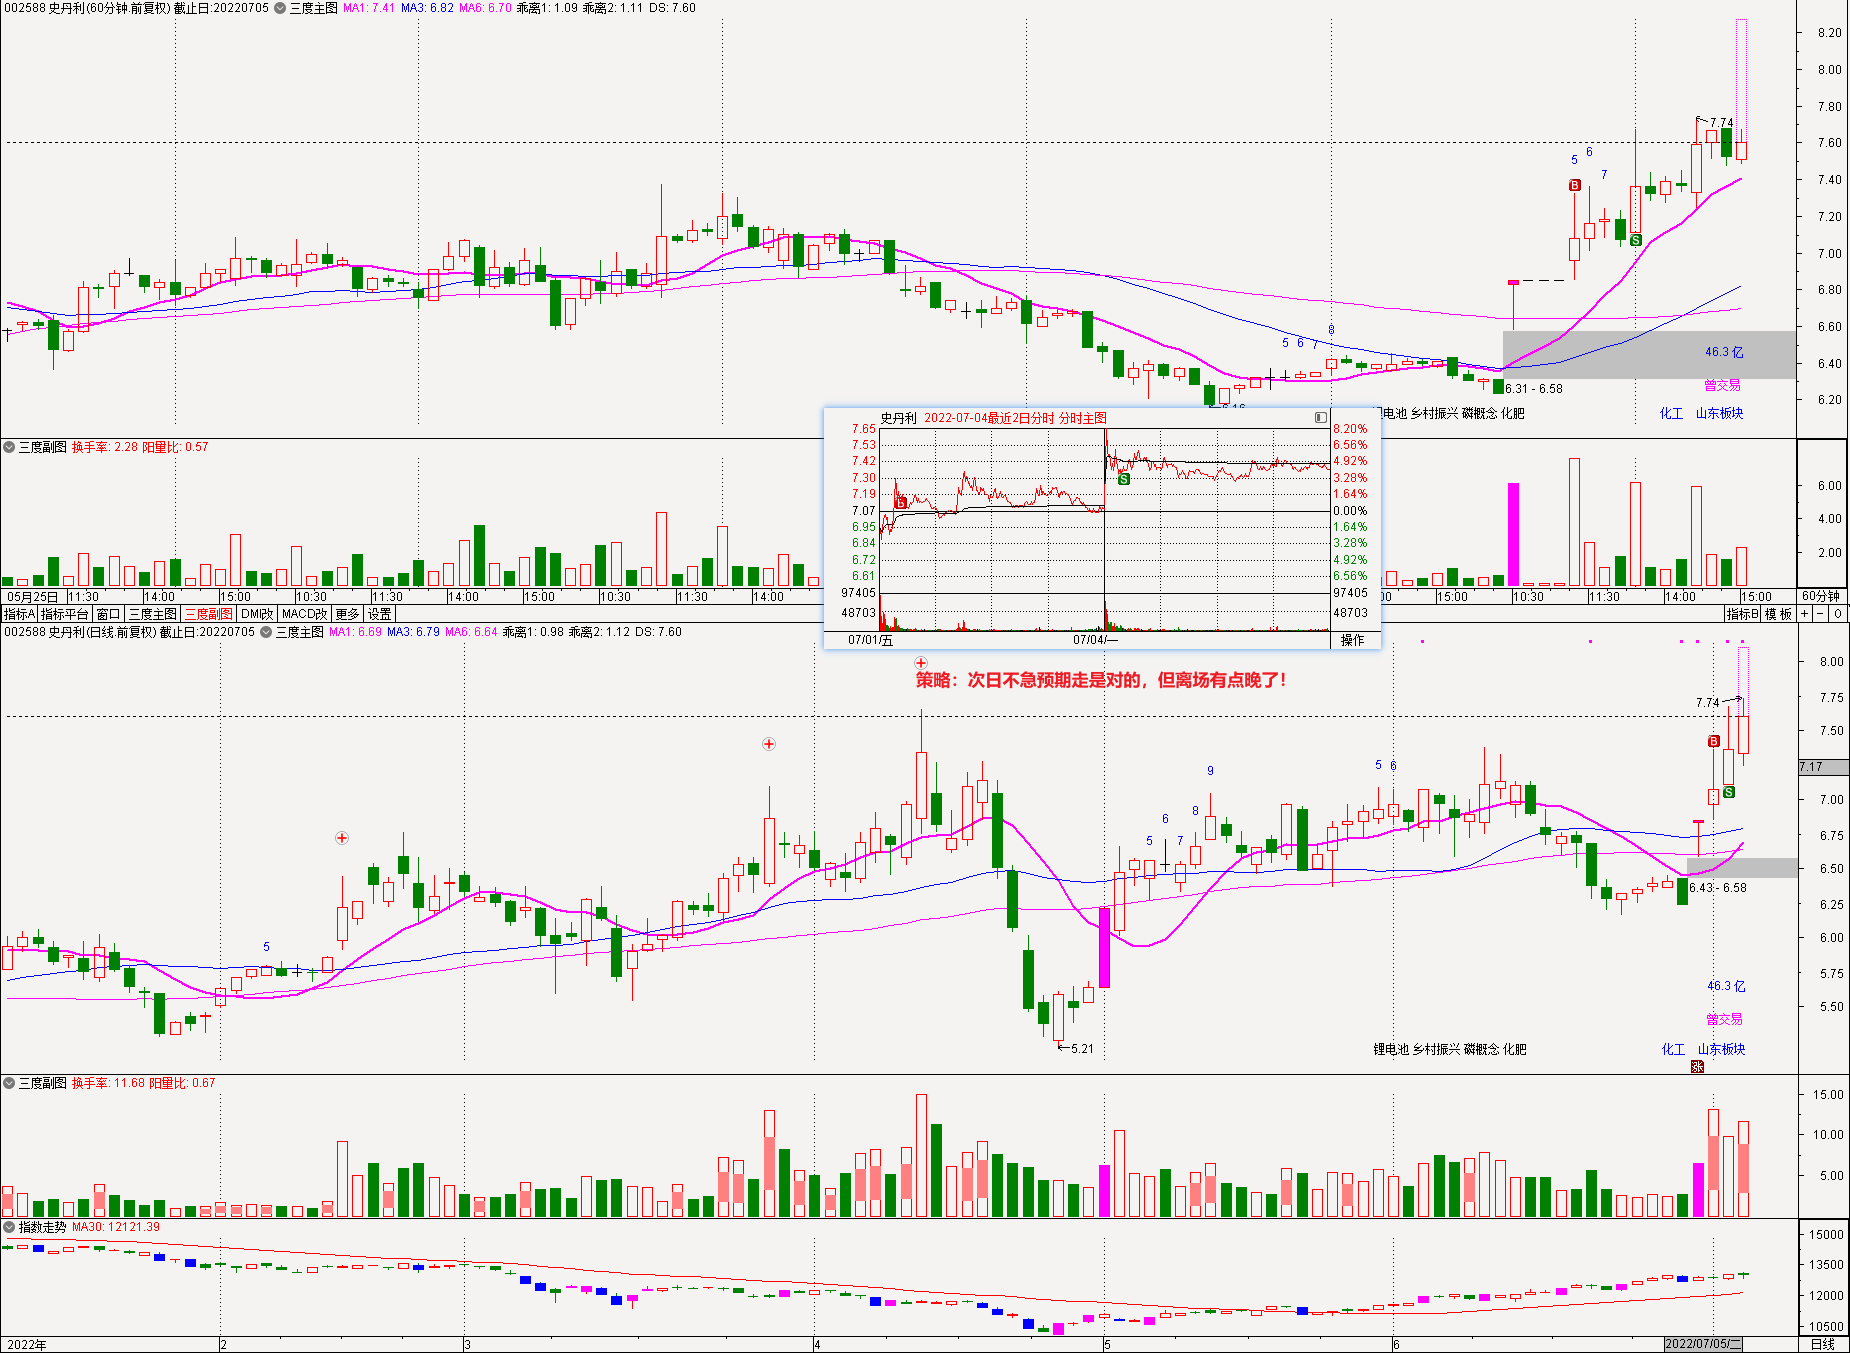 002588 史丹利(60分钟.前复权) 截止日:20220705 三度主图 MA1: 7.41 MA3: 6.82 MA6: 6.70 乖离1: 1.09 乖离2: 1.11 DS: 7.60
8.20
8.00
7.80
7.60
7.40
7.20
7.00
6.80
6.60
6.40
6.20
7.74
5 6 7
B
S
8
5 6 7
46.3 亿
曾交易
6.31 - 6.58
锂电池 乡村振兴 磷概念 化肥 化工 山东板块
三度副图 换手率: 2.28 阳量比: 0.57
6.00
4.00
2.00
05月25日 11:30 14:00 15:00 10:30 11:30 14:00 15:00 10:30 11:30 14:00 15:00 10:30 11:30 14:00 15:00 60分钟
指标A 指标平台 窗口 三度主图 三度副图 DMI改 MACD改 更多 设置 指标B 模板 + − 0
史丹利 2022-07-04最近2日分时 分时主图
7.65 8.20%
7.53 6.56%
7.42 4.92%
7.30 3.28%
7.19 1.64%
7.07 0.00%
6.95 1.64%
6.84 3.28%
6.72 4.92%
6.61 6.56%
97405 97405
48703 48703
07/01/五 07/04/一 操作
S
策略：次日不急预期走是对的，但离场有点晚了！
002588 史丹利(日线.前复权) 截止日:20220705 三度主图 MA1: 6.69 MA3: 6.79 MA6: 6.64 乖离1: 0.98 乖离2: 1.12 DS: 7.60
8.00
7.75
7.50
7.17
7.00
6.75
6.50
6.25
6.00
5.75
5.50
7.74
B
S
5
5 6 7 8 9
5 6
6.43 - 6.58
5.21
46.3 亿
曾交易
锂电池 乡村振兴 磷概念 化肥 化工 山东板块
涨
三度副图 换手率: 11.68 阳量比: 0.67
15.00
10.00
5.00
指数走势 MA30: 12121.39
15000
13500
12000
10500
2022年 2 3 4 5 6 2022/07/05/二 日线